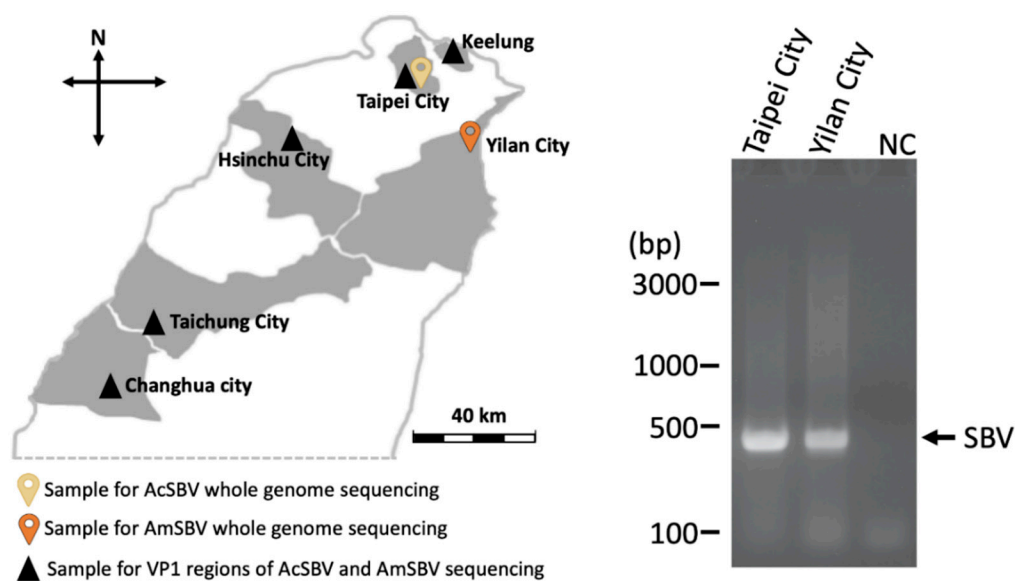 N
Keelung
Taipei City
Yilan City
Hsinchu City
Taichung City
Changhua city
40 km
Sample for AcSBV whole genome sequencing
Sample for AmSBV whole genome sequencing
Sample for VP1 regions of AcSBV and AmSBV sequencing
Taipei City
Yilan City
NC
(bp)
3000
1000
500
SBV
100